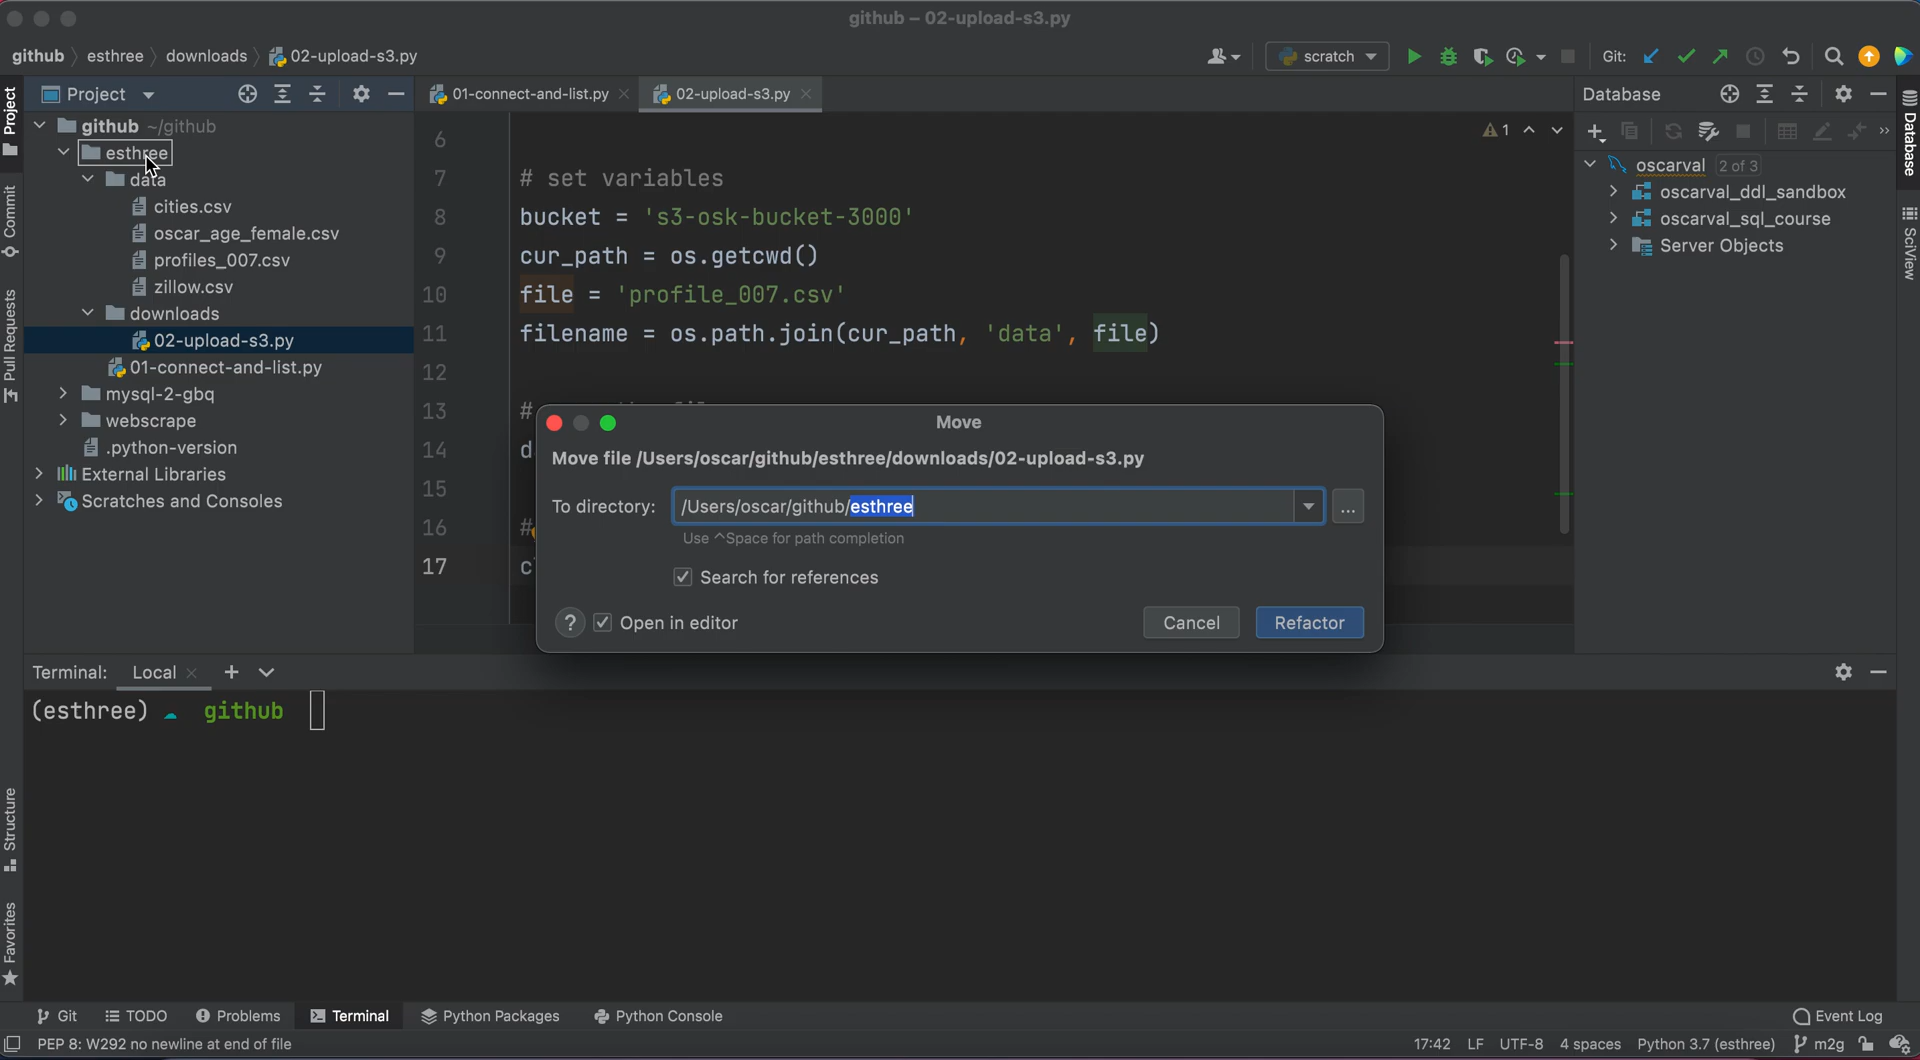 github – 02-upload-s3.py
github esthree downloads 02-upload-s3.py
scratch
Git:
Project
01-connect-and-list.py
02-upload-s3.py
Database
github ~/github
esthree
data
cities.csv
oscar_age_female.csv
profiles_007.csv
zillow.csv
downloads
02-upload-s3.py
01-connect-and-list.py
mysql-2-gbq
webscrape
.python-version
External Libraries
Scratches and Consoles
Project
Commit
Pull Requests
Structure
Favorites
1
6
7 # set variables
8 bucket = 's3-osk-bucket-3000'
9 cur_path = os.getcwd()
10 file = 'profile_007.csv'
11 filename = os.path.join(cur_path, 'data', file)
12
13 #
14 d
15
16 #
17 c
Move
Move file /Users/oscar/github/esthree/downloads/02-upload-s3.py
To directory: /Users/oscar/github/esthree ...
Use ^Space for path completion
Search for references
? Open in editor
Cancel Refactor
oscarval 2 of 3
oscarval_ddl_sandbox
oscarval_sql_course
Server Objects
Database
SciView
Terminal: Local
(esthree) github
Git TODO Problems Terminal Python Packages Python Console Event Log
PEP 8: W292 no newline at end of file 17:42 LF UTF-8 4 spaces Python 3.7 (esthree) m2g